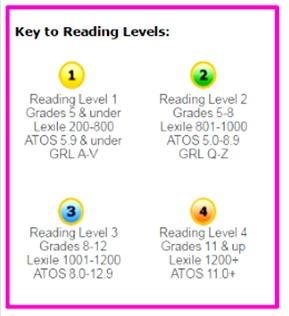 Key to Reading Levels:
1
Reading Level 1
Grades 5 & under
Lexile 200-800
ATOS 5.9 & under
GRL A-V
2
Reading Level 2
Grades 5-8
Lexile 801-1000
ATOS 5.0-8.9
GRL Q-Z
3
Reading Level 3
Grades 8-12
Lexile 1001-1200
ATOS 8.0-12.9
4
Reading Level 4
Grades 11 & up
Lexile 1200+
ATOS 11.0+